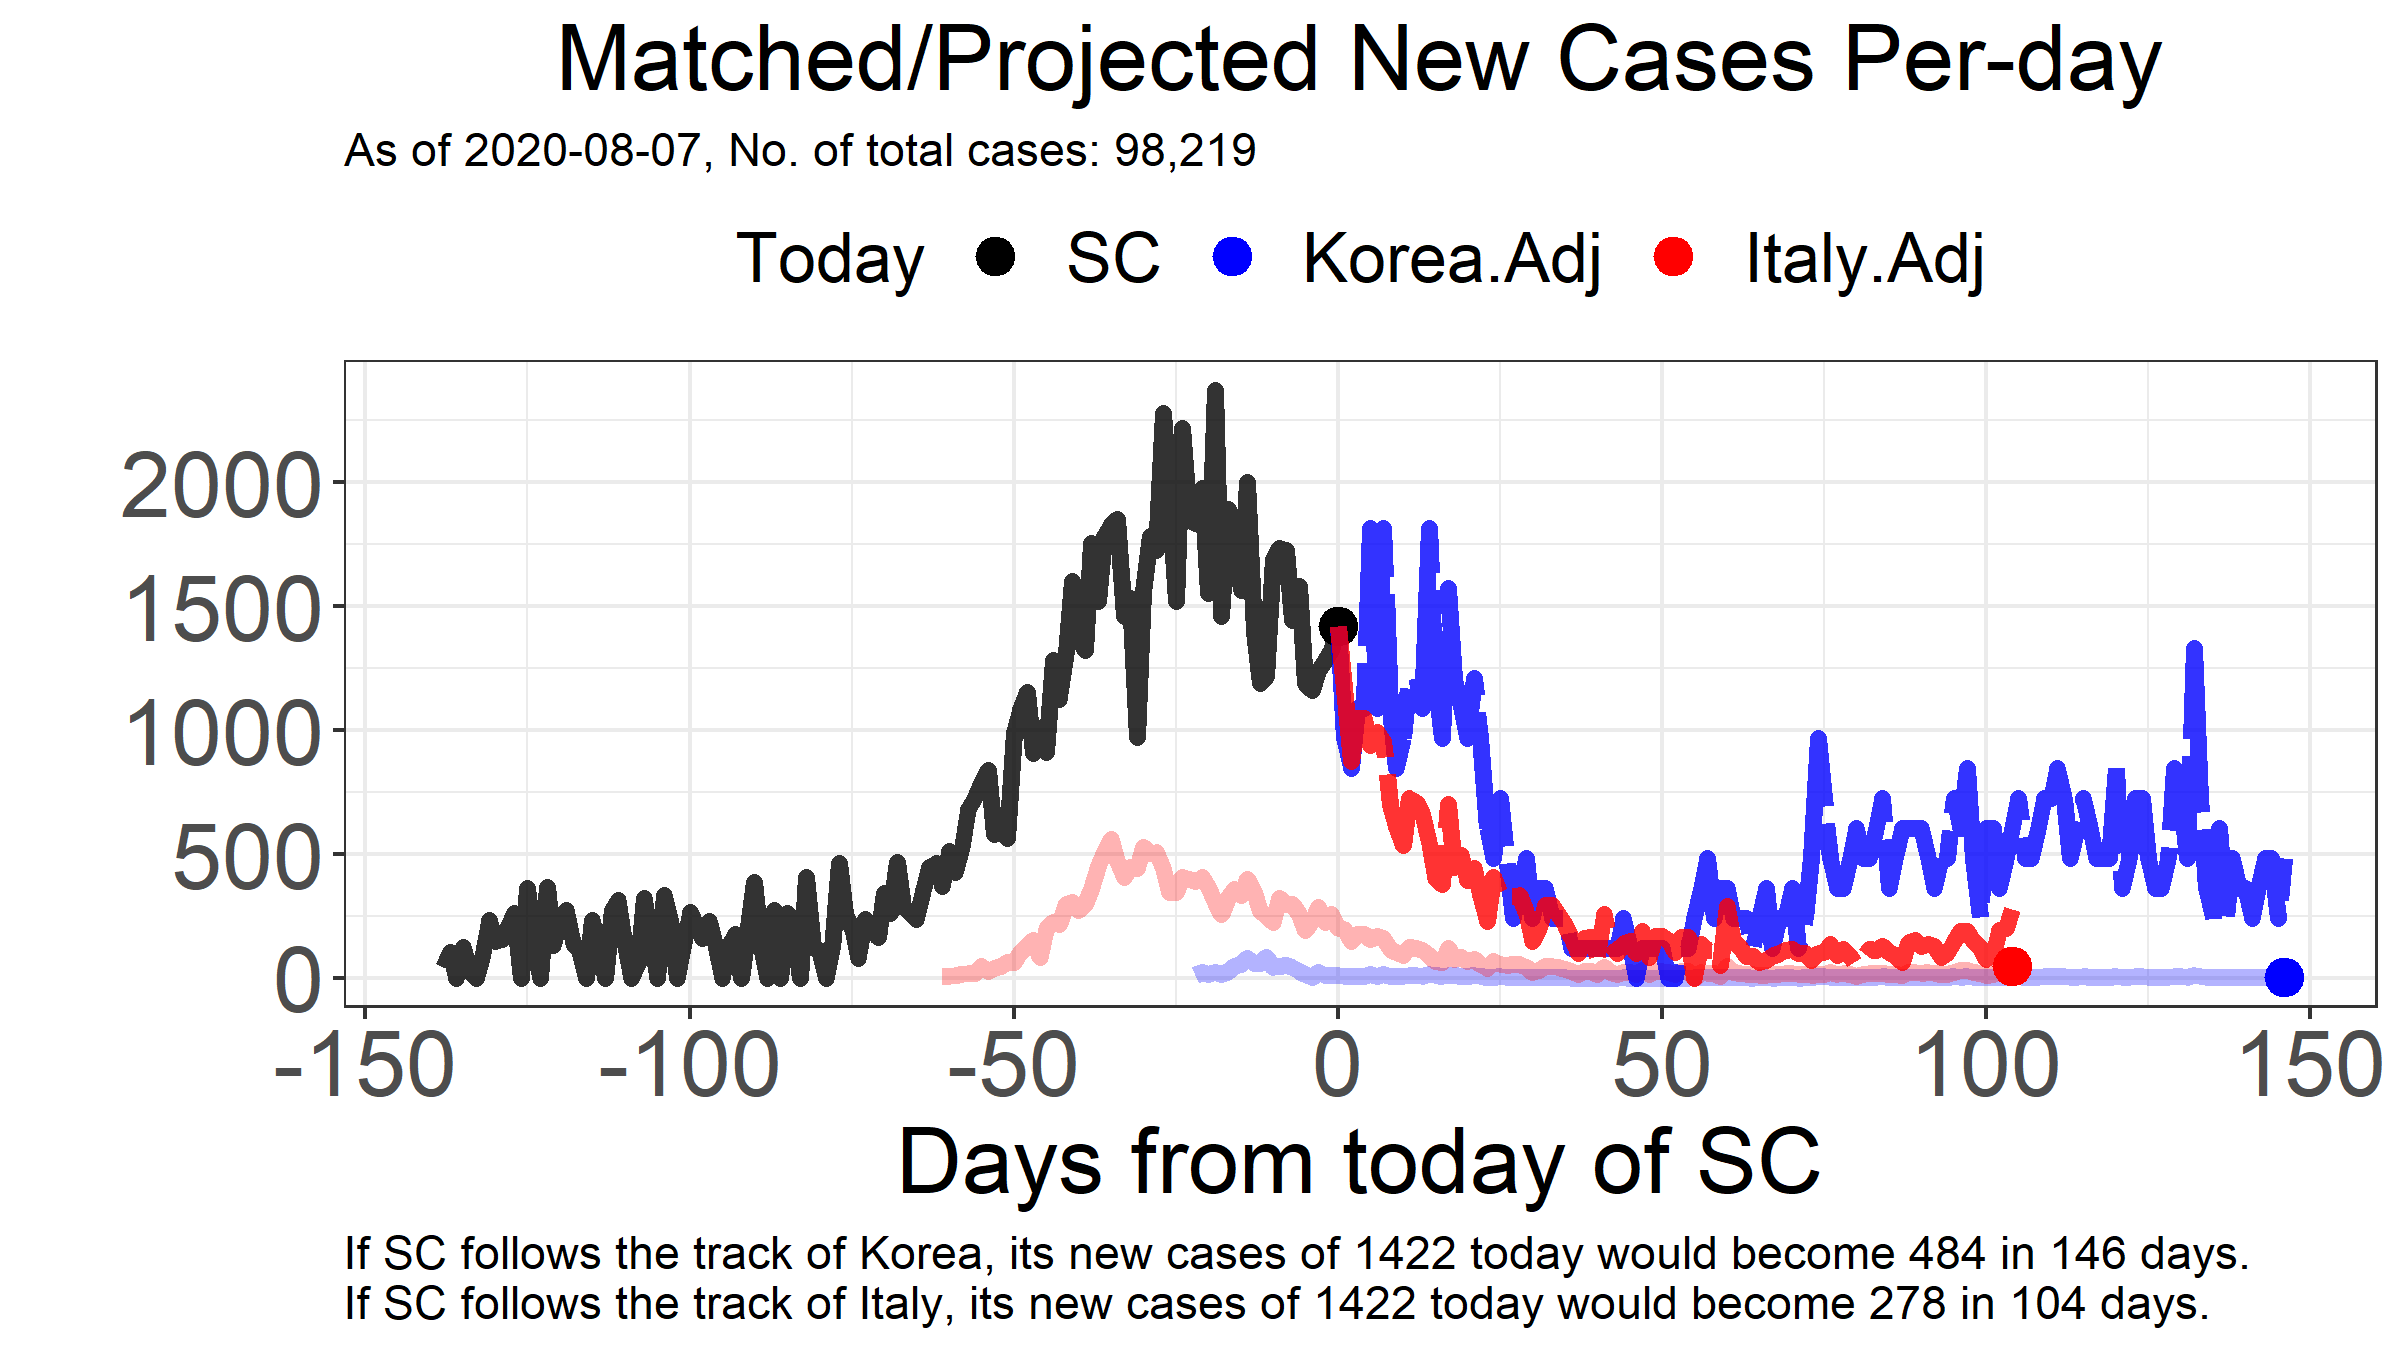 Matched/Projected New Cases Per-day
As of 2020-08-07, No. of total cases: 98,219
Today SC Korea.Adj Italy.Adj
2000
1500
1000
500
0
-150 -100 -50 0 50 100 150
Days from today of SC
If SC follows the track of Korea, its new cases of 1422 today would become 484 in 146 days.
If SC follows the track of Italy, its new cases of 1422 today would become 278 in 104 days.